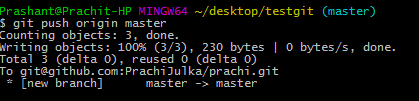 Prashant@Prachit-HP MINGW64 ~/desktop/testgit (master)
$ git push origin master
Counting objects: 3, done.
Writing objects: 100% (3/3), 230 bytes | 0 bytes/s, done.
Total 3 (delta 0), reused 0 (delta 0)
To git@github.com:PrachiJulka/prachi.git
 * [new branch]      master -> master